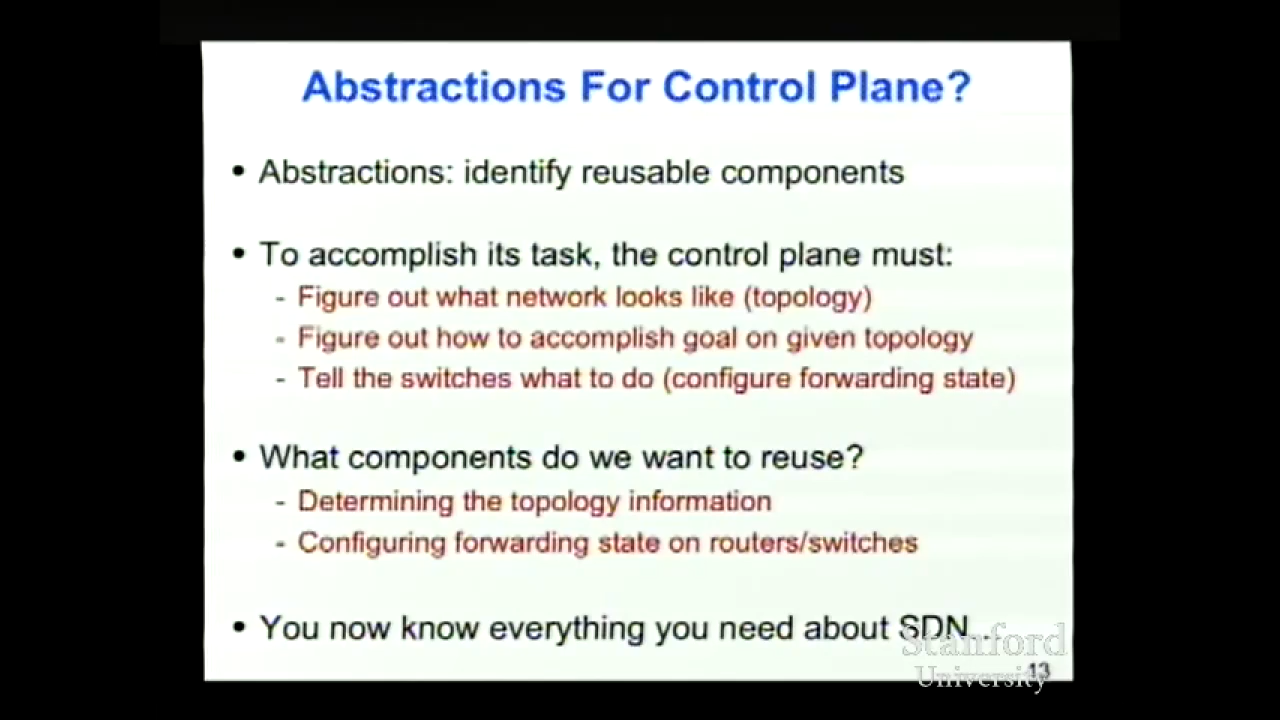 Abstractions For Control Plane?
• Abstractions: identify reusable components
• To accomplish its task, the control plane must:
- Figure out what network looks like (topology)
- Figure out how to accomplish goal on given topology
- Tell the switches what to do (configure forwarding state)
• What components do we want to reuse?
- Determining the topology information
- Configuring forwarding state on routers/switches
• You now know everything you need about SDN...
Stanford
University
13